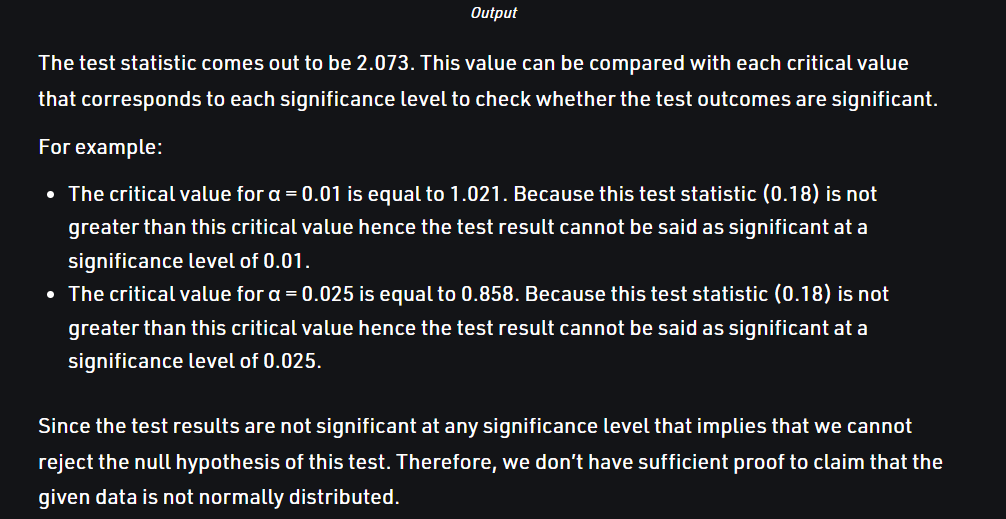 Output
The test statistic comes out to be 2.073. This value can be compared with each critical value
that corresponds to each significance level to check whether the test outcomes are significant.
For example:
• The critical value for α = 0.01 is equal to 1.021. Because this test statistic (0.18) is not
greater than this critical value hence the test result cannot be said as significant at a
significance level of 0.01.
• The critical value for α = 0.025 is equal to 0.858. Because this test statistic (0.18) is not
greater than this critical value hence the test result cannot be said as significant at a
significance level of 0.025.
Since the test results are not significant at any significance level that implies that we cannot
reject the null hypothesis of this test. Therefore, we don’t have sufficient proof to claim that the
given data is not normally distributed.